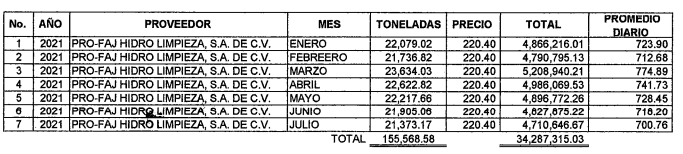 No. AÑO PROVEEDOR MES TONELADAS PRECIO TOTAL PROMEDIO DIARIO
1 2021 PRO-FAJ HIDRO LIMPIEZA, S.A. DE C.V. ENERO 22,079.02 220.40 4,866,216.01 723.90
2 2021 PRO-FAJ HIDRO LIMPIEZA, S.A. DE C.V. FEBREERO 21,736.82 220.40 4,790,795.13 712.68
3 2021 PRO-FAJ HIDRO LIMPIEZA, S.A. DE C.V. MARZO 23,634.03 220.40 5,208,940.21 774.89
4 2021 PRO-FAJ HIDRO LIMPIEZA, S.A. DE C.V. ABRIL 22,622.82 220.40 4,986,069.53 741.73
5 2021 PRO-FAJ HIDRO LIMPIEZA, S.A. DE C.V. MAYO 22,217.66 220.40 4,896,772.26 728.45
6 2021 PRO-FAJ HIDRO LIMPIEZA, S.A. DE C.V. JUNIO 21,905.06 220.40 4,827,875.22 718.20
7 2021 PRO-FAJ HIDRO LIMPIEZA, S.A. DE C.V. JULIO 21,373.17 220.40 4,710,646.67 700.76
TOTAL 155,568.58 34,287,315.03